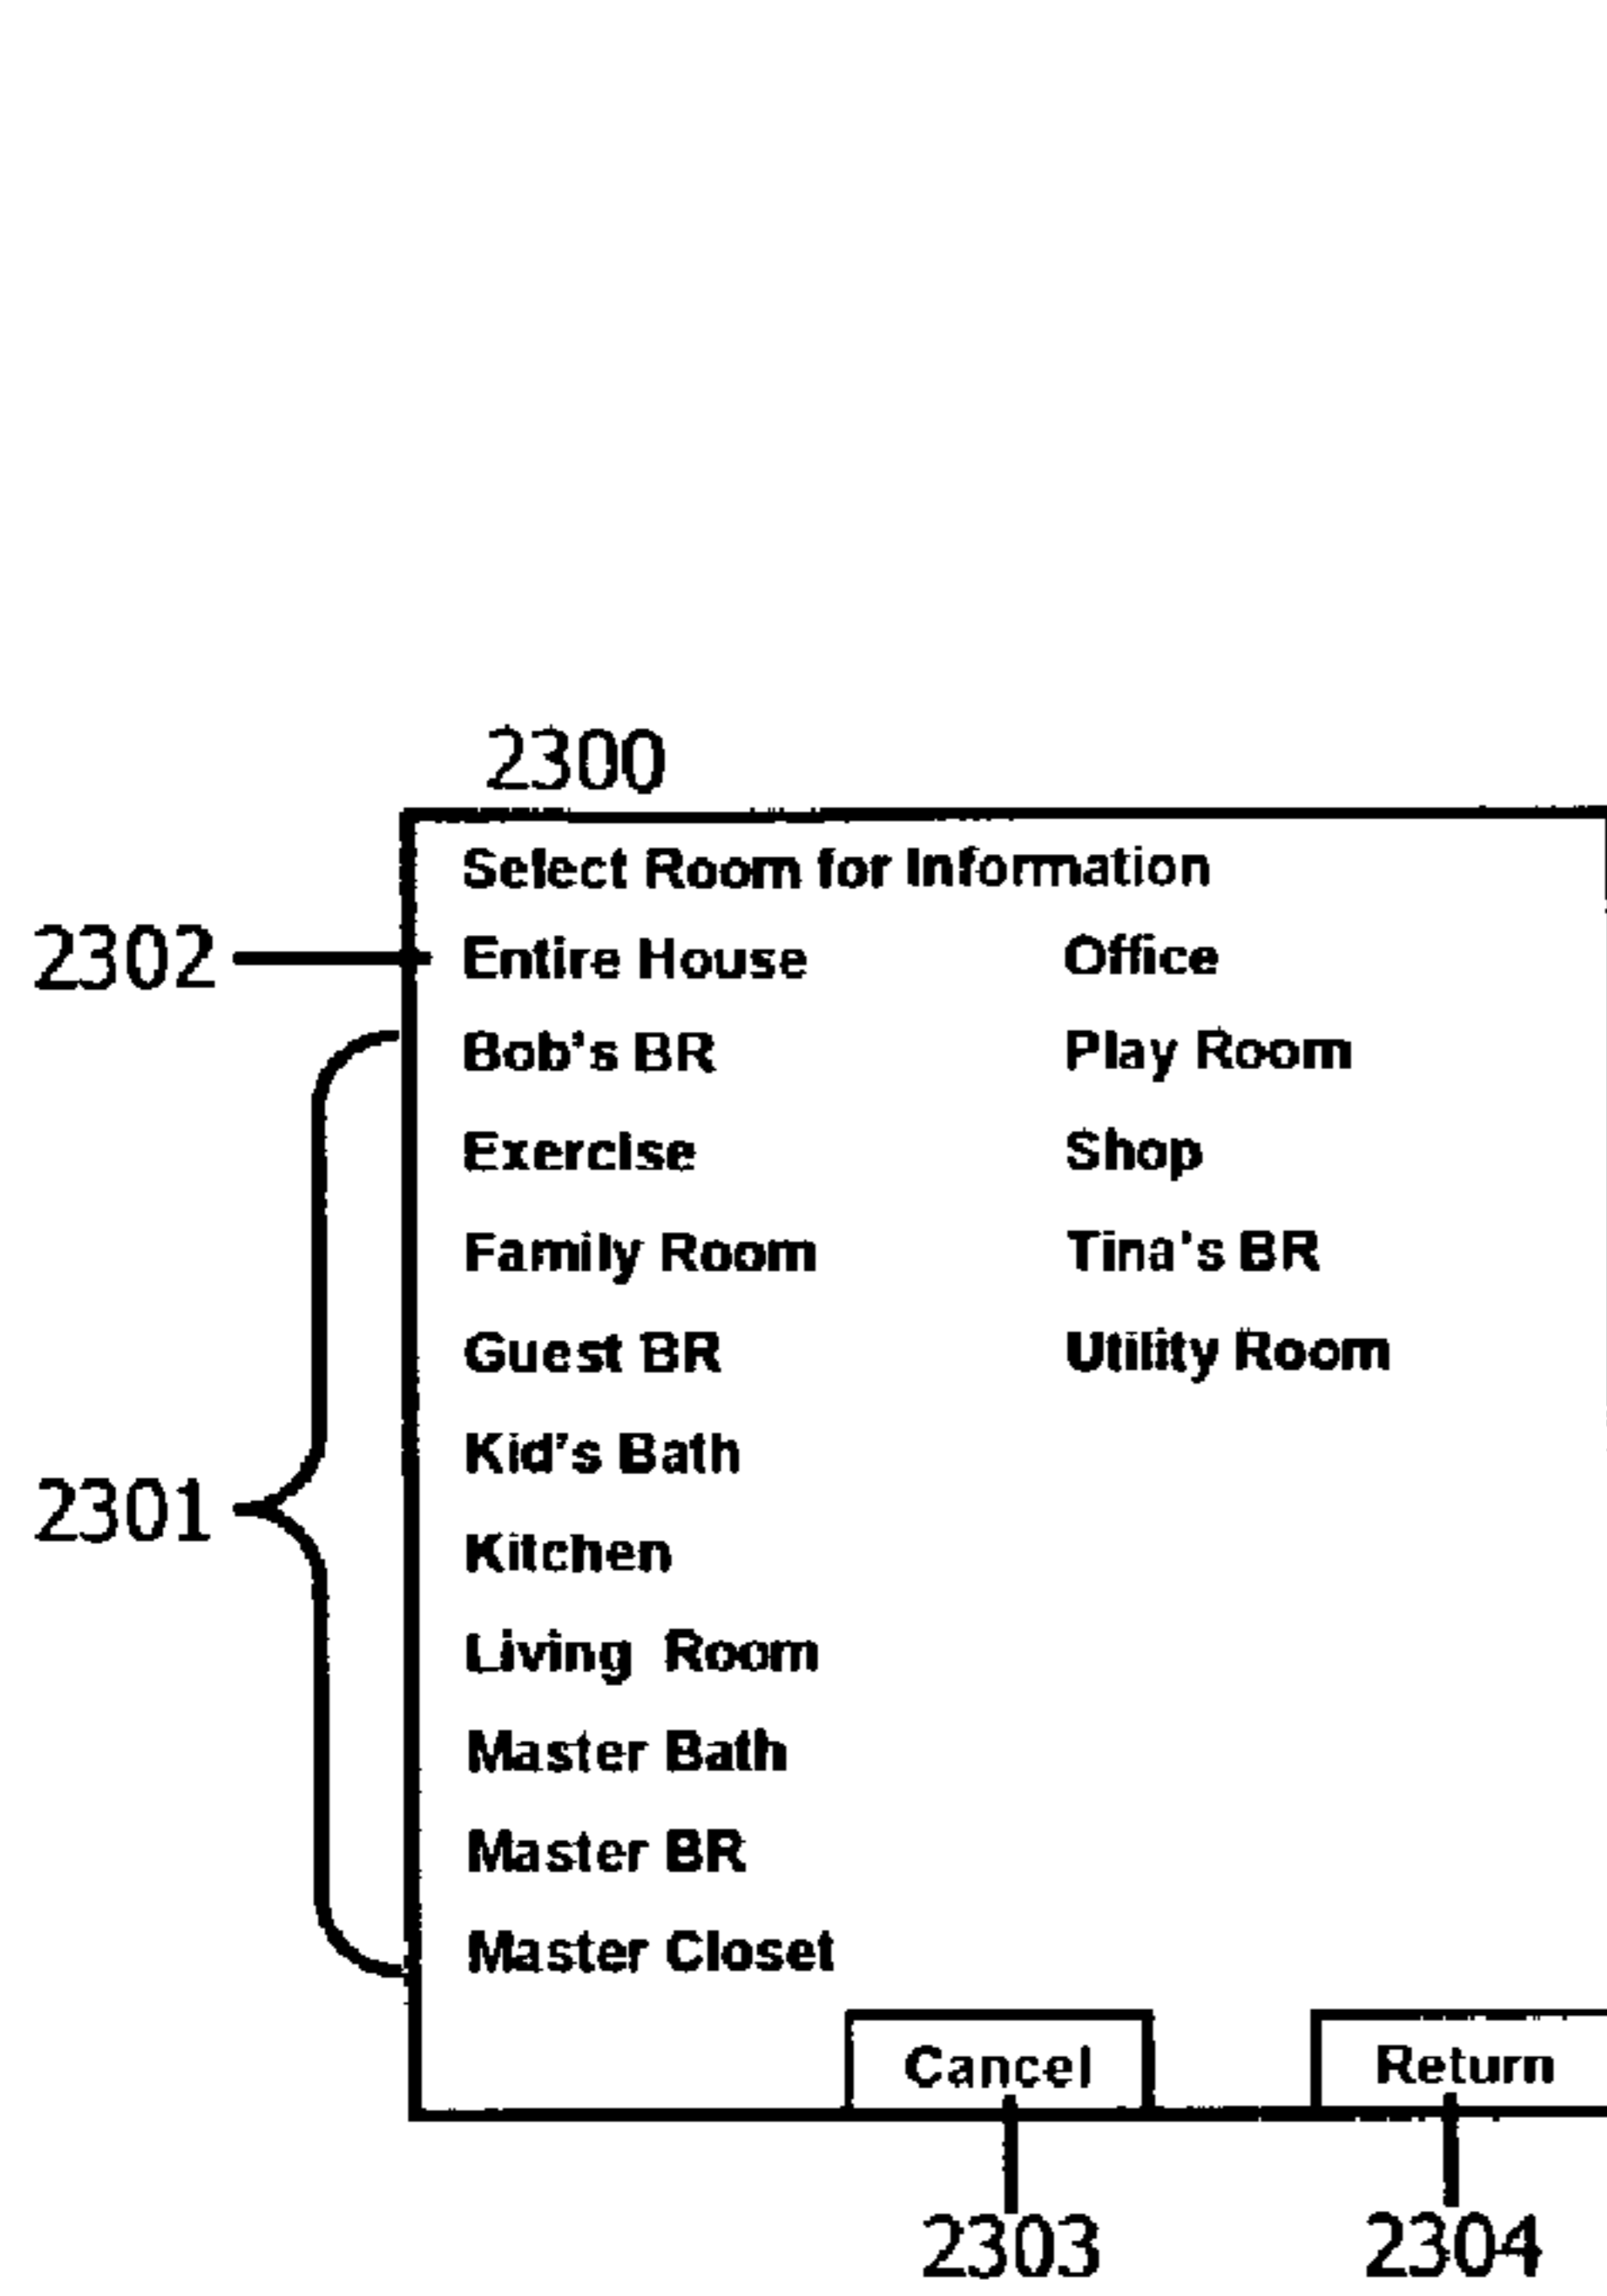 2300
Select Room for Information
2302 Entire House Office
Bob's BR Play Room
Exercise Shop
Family Room Tina's BR
Guest BR Utility Room
Kid's Bath
2301
Kitchen
Living Room
Master Bath
Master BR
Master Closet
Cancel Return
2303 2304